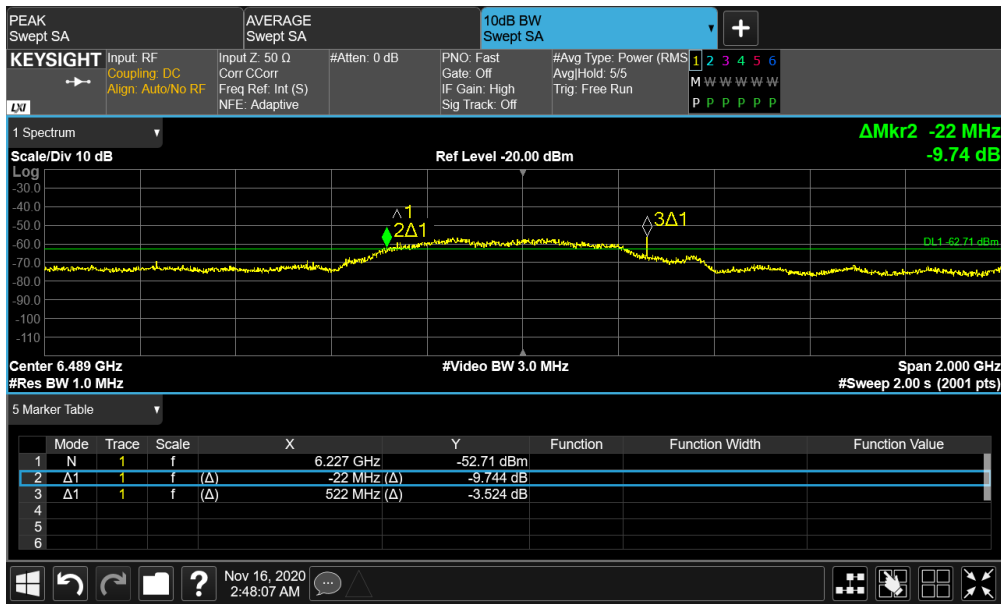 PEAK
Swept SA
AVERAGE
Swept SA
10dB BW
Swept SA
KEYSIGHT
LXI
Input: RF
Coupling: DC
Align: Auto/No RF
Input Z: 50 Ω
Corr CCorr
Freq Ref: Int (S)
NFE: Adaptive
#Atten: 0 dB
PNO: Fast
Gate: Off
IF Gain: High
Sig Track: Off
#Avg Type: Power (RMS
Avg|Hold: 5/5
Trig: Free Run
1 2 3 4 5 6
M W W W W W
P P P P P P
1 Spectrum
ΔMkr2 -22 MHz
-9.74 dB
Scale/Div 10 dB
Ref Level -20.00 dBm
Log
-30.0
-40.0
-50.0
-60.0
-70.0
-80.0
-90.0
-100
-110
1
2Δ1
3Δ1
DL1 -62.71 dBm
Center 6.489 GHz
#Video BW 3.0 MHz
Span 2.000 GHz
#Res BW 1.0 MHz
#Sweep 2.00 s (2001 pts)
5 Marker Table
Mode Trace Scale X Y Function Function Width Function Value
1 N 1 f 6.227 GHz -52.71 dBm
2 Δ1 1 f (Δ) -22 MHz (Δ) -9.744 dB
3 Δ1 1 f (Δ) 522 MHz (Δ) -3.524 dB
4
5
6
Nov 16, 2020
2:48:07 AM